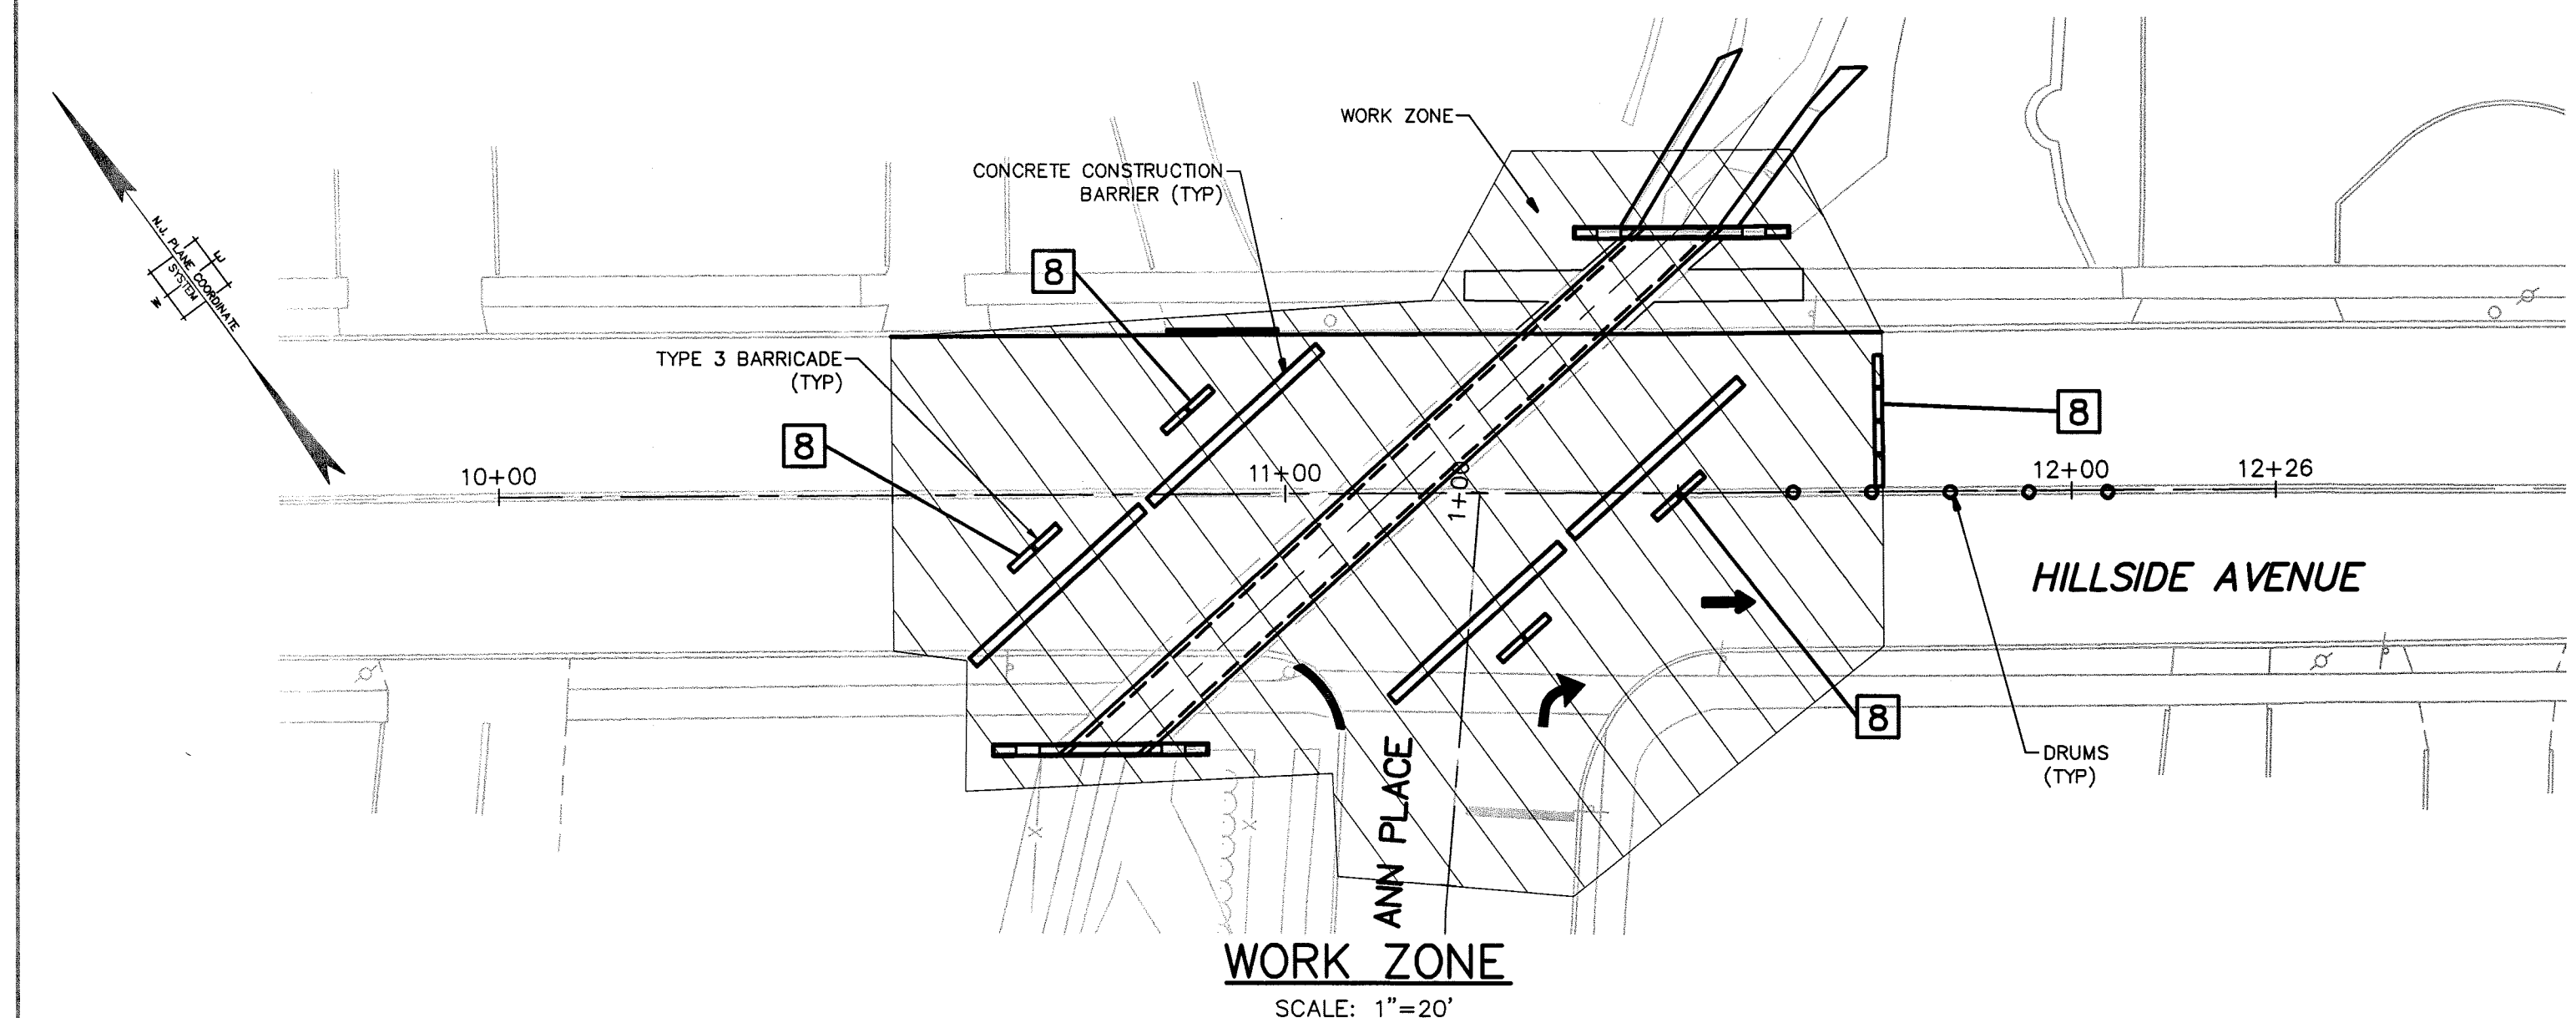 WORK ZONE
CONCRETE CONSTRUCTION
BARRIER (TYP)
N.J. PLANE COORDINATE
SYSTEM
E
W
8
TYPE 3 BARRICADE
(TYP)
8
8
10+00
11+00
1+00
12+00
12+26
HILLSIDE AVENUE
8
DRUMS
(TYP)
ANN PLACE
X
X
WORK ZONE
SCALE: 1"=20'